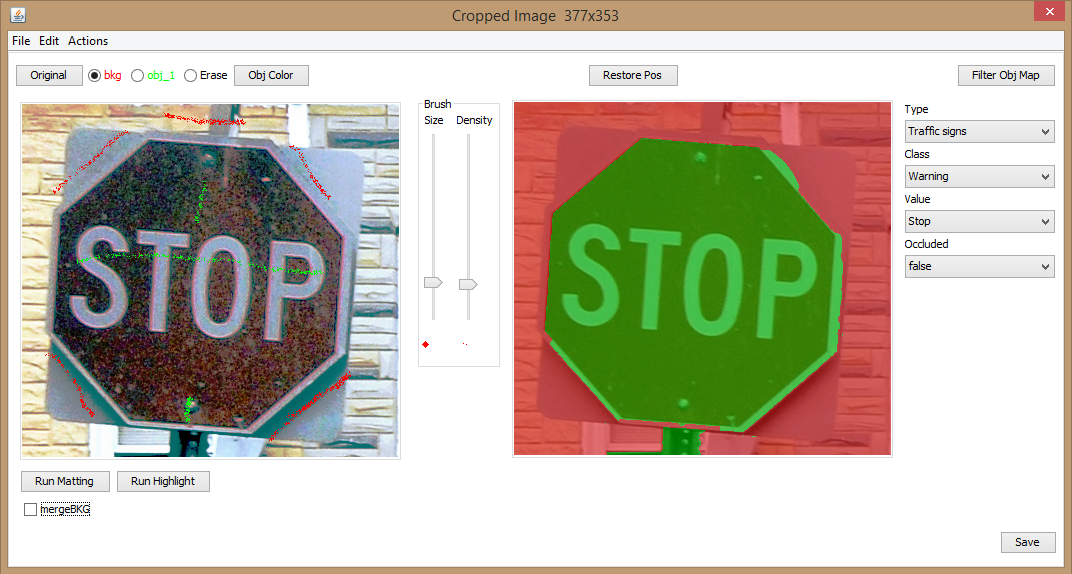 Cropped Image 377x353
File Edit Actions
Original bkg obj_1 Erase Obj Color Restore Pos Filter Obj Map
Brush
Size Density
STOP
STOP
Type
Traffic signs
Class
Warning
Value
Stop
Occluded
false
Run Matting Run Highlight
mergeBKG
Save